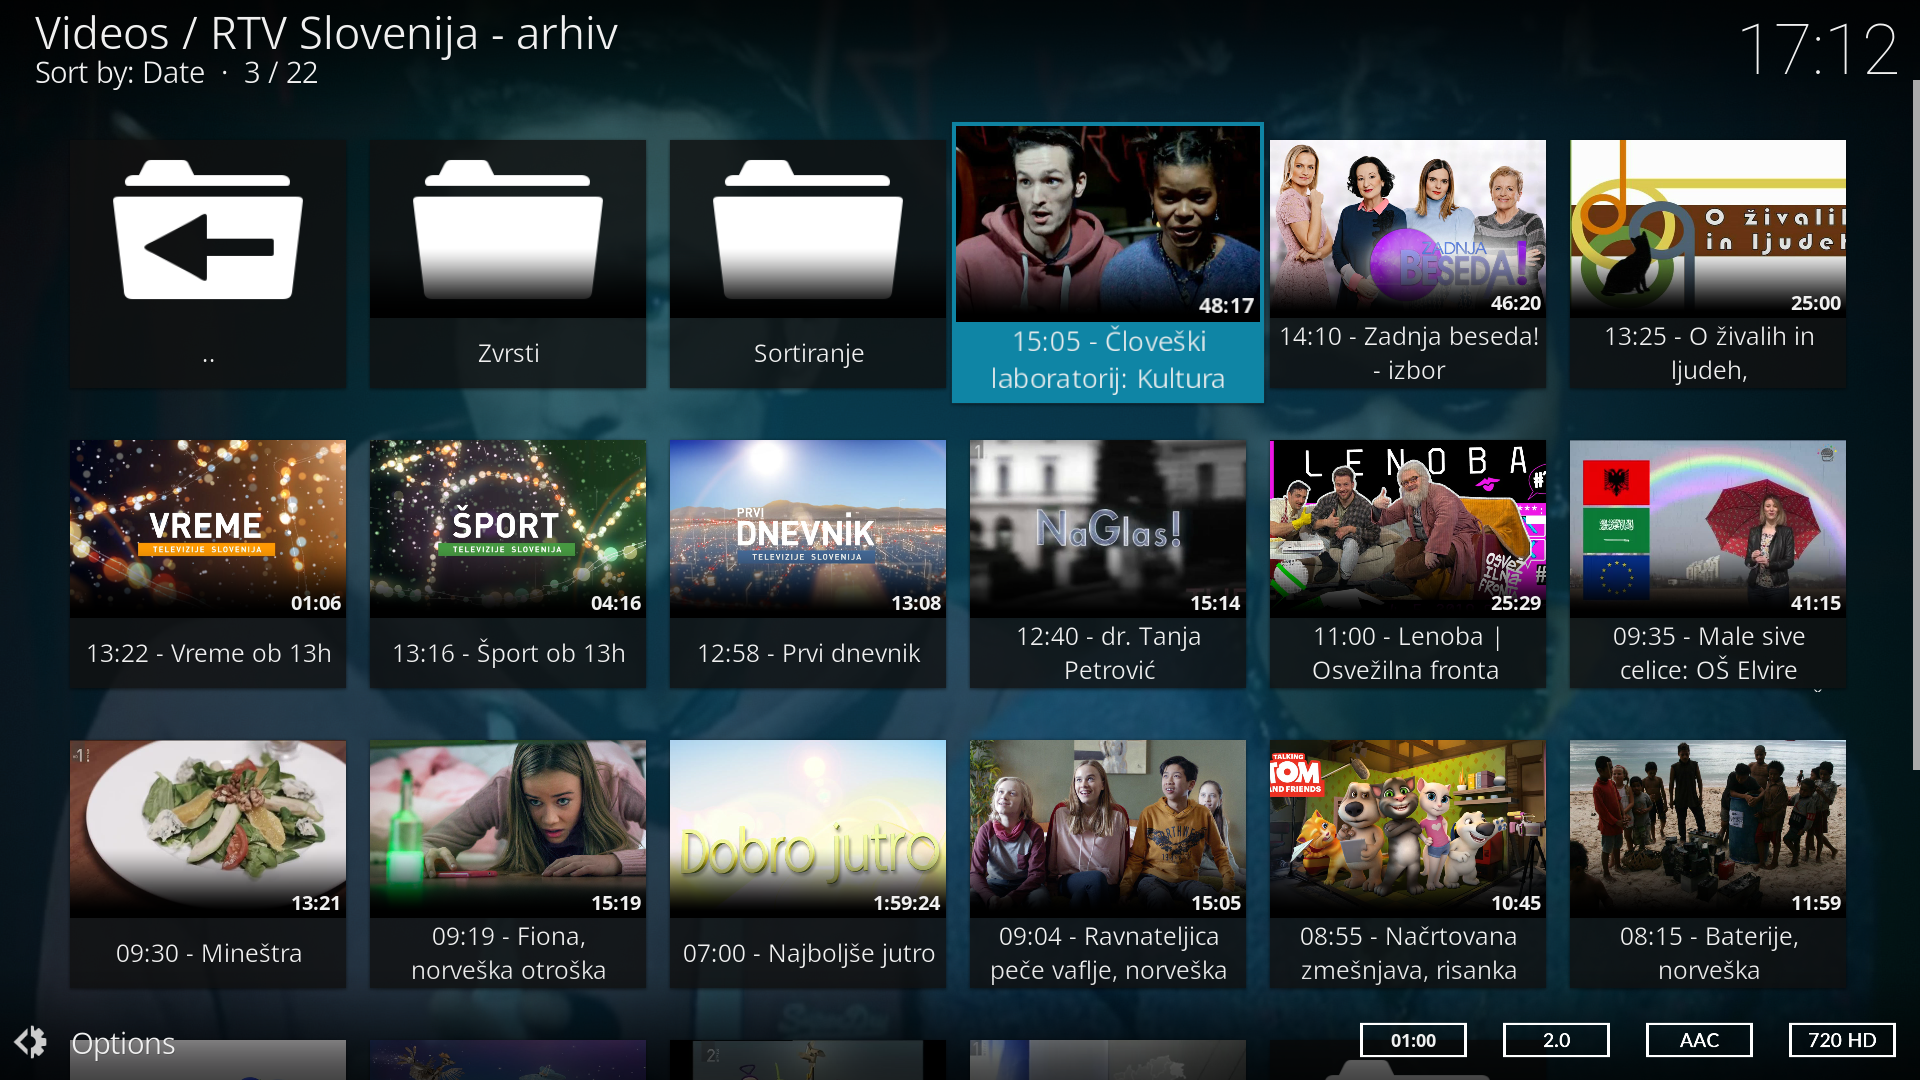 Videos / RTV Slovenija - arhiv
Sort by: Date · 3 / 22
17:12
..
Zvrsti
Sortiranje
48:17
15:05 - Človeški
laboratorij: Kultura
ZADNJA
BESEDA!
46:20
14:10 - Zadnja beseda!
- izbor
O živalih
in ljudeh
25:00
13:25 - O živalih in
ljudeh,
VREME
TELEVIZIJE SLOVENIJA
01:06
13:22 - Vreme ob 13h
ŠPORT
TELEVIZIJE SLOVENIJA
04:16
13:16 - Šport ob 13h
PRVI
DNEVNIK
TELEVIZIJE SLOVENIJA
13:08
12:58 - Prvi dnevnik
1
NaGlas!
15:14
12:40 - dr. Tanja
Petrović
LENOBA
OSVEŽ
ILNA
FRONT
25:29
11:00 - Lenoba |
Osvežilna fronta
41:15
09:35 - Male sive
celice: OŠ Elvire
13:21
09:30 - Mineštra
15:19
09:19 - Fiona,
norveška otroška
Dobro jutro
1:59:24
07:00 - Najboljše jutro
15:05
09:04 - Ravnateljica
peče vaflje, norveška
TALKING
TOM
AND FRIENDS
10:45
08:55 - Načrtovana
zmešnjava, risanka
11:59
08:15 - Baterije,
norveška
Options
01:00
2.0
AAC
720 HD